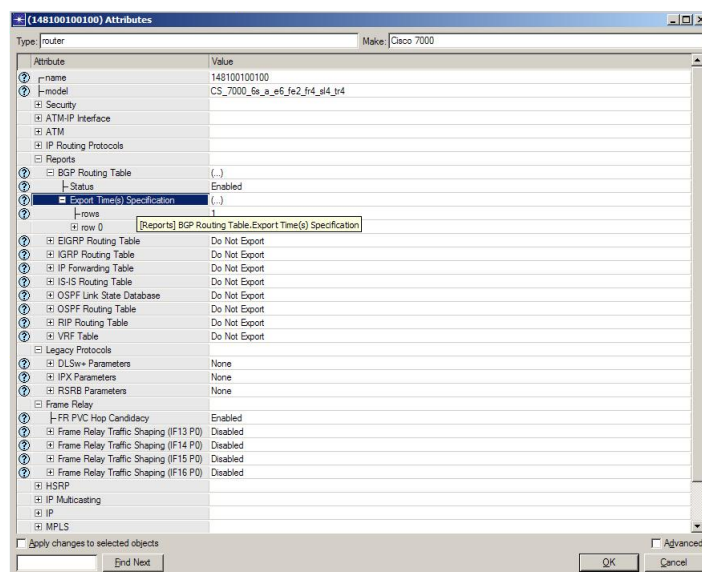 (148100100100) Attributes
Type: router Make: Cisco 7000
Attribute Value
name 148100100100
model CS_7000_6s_a_e6_fe2_fr4_sl4_tr4
Security
ATM-IP Interface
ATM
IP Routing Protocols
Reports
BGP Routing Table (...)
Status Enabled
Export Time(s) Specification (...)
rows 1
row 0 [Reports] BGP Routing Table.Export Time(s) Specification
EIGRP Routing Table Do Not Export
IGRP Routing Table Do Not Export
IP Forwarding Table Do Not Export
IS-IS Routing Table Do Not Export
OSPF Link State Database Do Not Export
OSPF Routing Table Do Not Export
RIP Routing Table Do Not Export
VRF Table Do Not Export
Legacy Protocols
DLSw+ Parameters None
IPX Parameters None
RSRB Parameters None
Frame Relay
FR PVC Hop Candidacy Enabled
Frame Relay Traffic Shaping (IF13 P0) Disabled
Frame Relay Traffic Shaping (IF14 P0) Disabled
Frame Relay Traffic Shaping (IF15 P0) Disabled
Frame Relay Traffic Shaping (IF16 P0) Disabled
HSRP
IP Multicasting
IP
MPLS
Apply changes to selected objects Advanced
Find Next OK Cancel